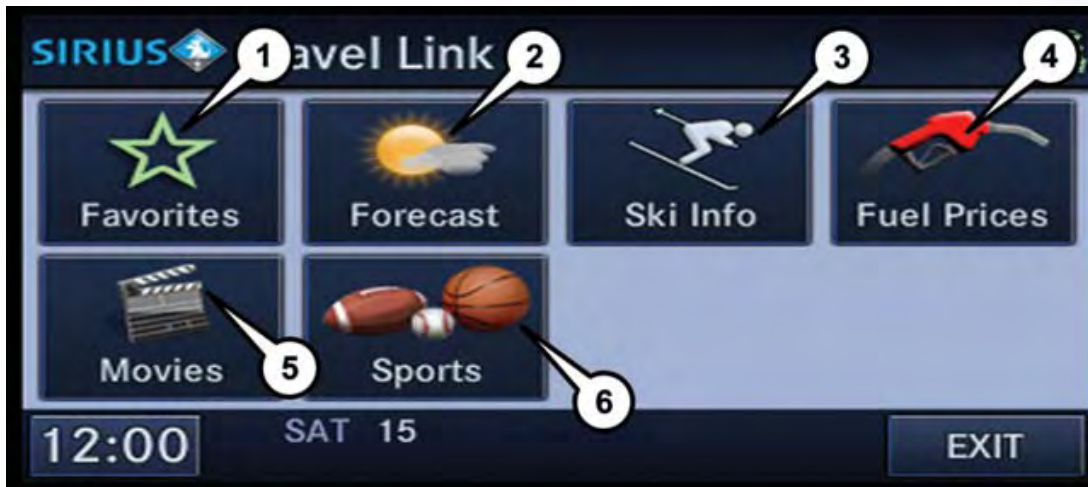 SIRIUS avel Link
1
2
3
4
Favorites
Forecast
Ski Info
Fuel Prices
Movies
Sports
5
6
12:00
SAT 15
EXIT